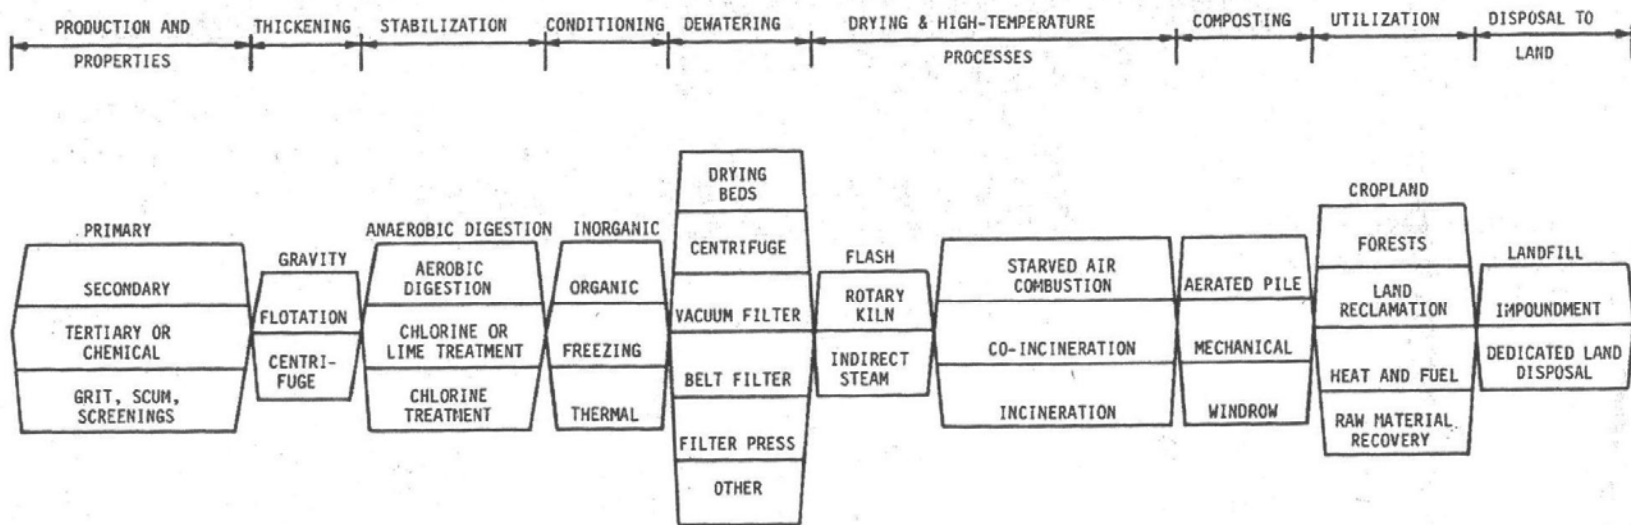 PRODUCTION AND
PROPERTIES
THICKENING
STABILIZATION
CONDITIONING
DEWATERING
DRYING & HIGH-TEMPERATURE
PROCESSES
COMPOSTING
UTILIZATION
DISPOSAL TO
LAND
PRIMARY
SECONDARY
TERTIARY OR
CHEMICAL
GRIT, SCUM,
SCREENINGS
GRAVITY
FLOTATION
CENTRI-
FUGE
ANAEROBIC DIGESTION
AEROBIC
DIGESTION
CHLORINE OR
LIME TREATMENT
CHLORINE
TREATMENT
INORGANIC
ORGANIC
FREEZING
THERMAL
DRYING
BEDS
CENTRIFUGE
VACUUM FILTER
BELT FILTER
FILTER PRESS
OTHER
FLASH
ROTARY
KILN
INDIRECT
STEAM
STARVED AIR
COMBUSTION
CO-INCINERATION
INCINERATION
AERATED PILE
MECHANICAL
WINDROW
CROPLAND
FORESTS
LAND
RECLAMATION
HEAT AND FUEL
RAW MATERIAL
RECOVERY
LANDFILL
IMPOUNDMENT
DEDICATED LAND
DISPOSAL